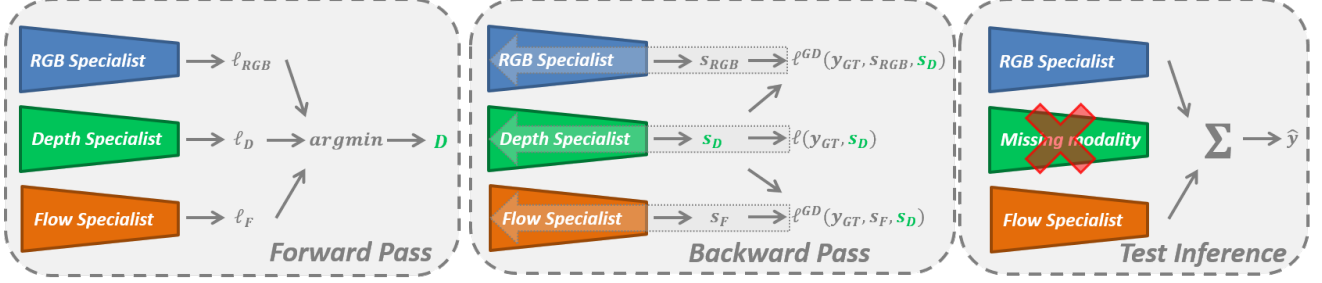 RGB Specialist
ℓ_RGB
Depth Specialist
ℓ_D
argmin
D
Flow Specialist
ℓ_F
Forward Pass
RGB Specialist
s_RGB
ℓ^GD(y_GT, s_RGB, s_D)
Depth Specialist
s_D
ℓ(y_GT, s_D)
Flow Specialist
s_F
ℓ^GD(y_GT, s_F, s_D)
Backward Pass
RGB Specialist
Missing modality
Σ
ŷ
Flow Specialist
Test Inference